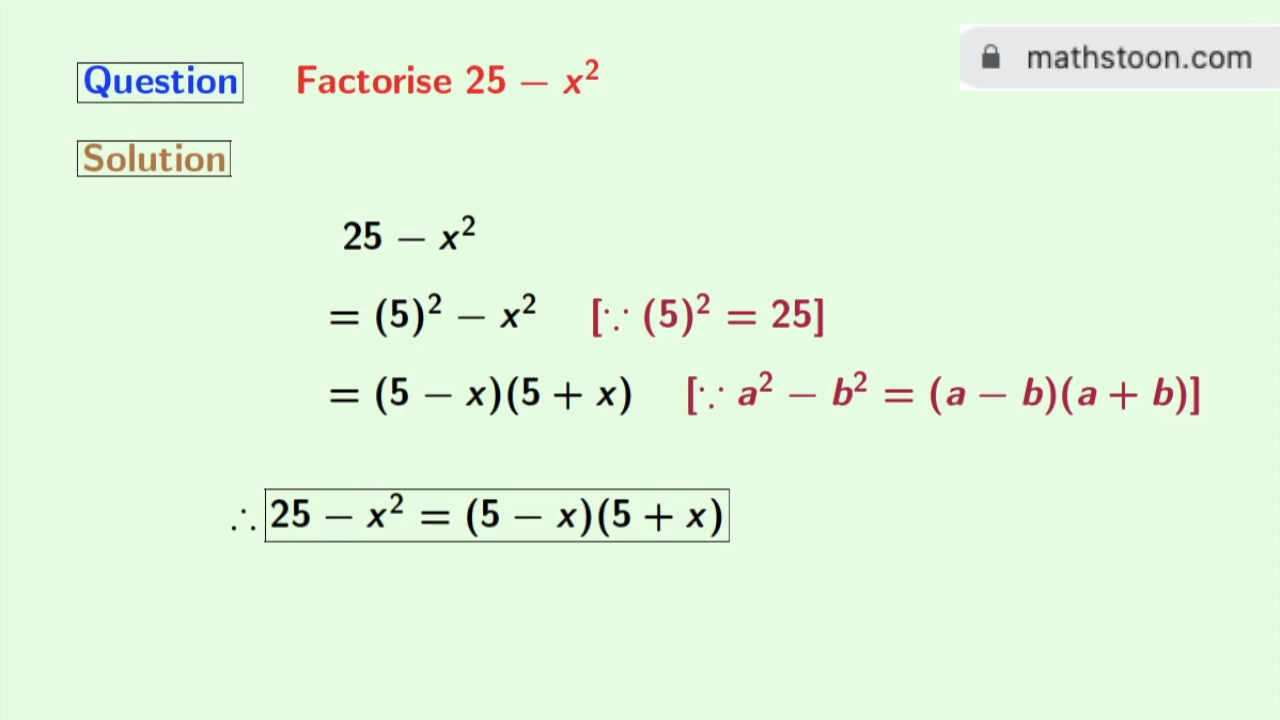 Question Factorise 25 − x²
mathstoon.com
Solution
25 − x²
= (5)² − x² [∵ (5)² = 25]
= (5 − x)(5 + x) [∵ a² − b² = (a − b)(a + b)]
∴ 25 − x² = (5 − x)(5 + x)